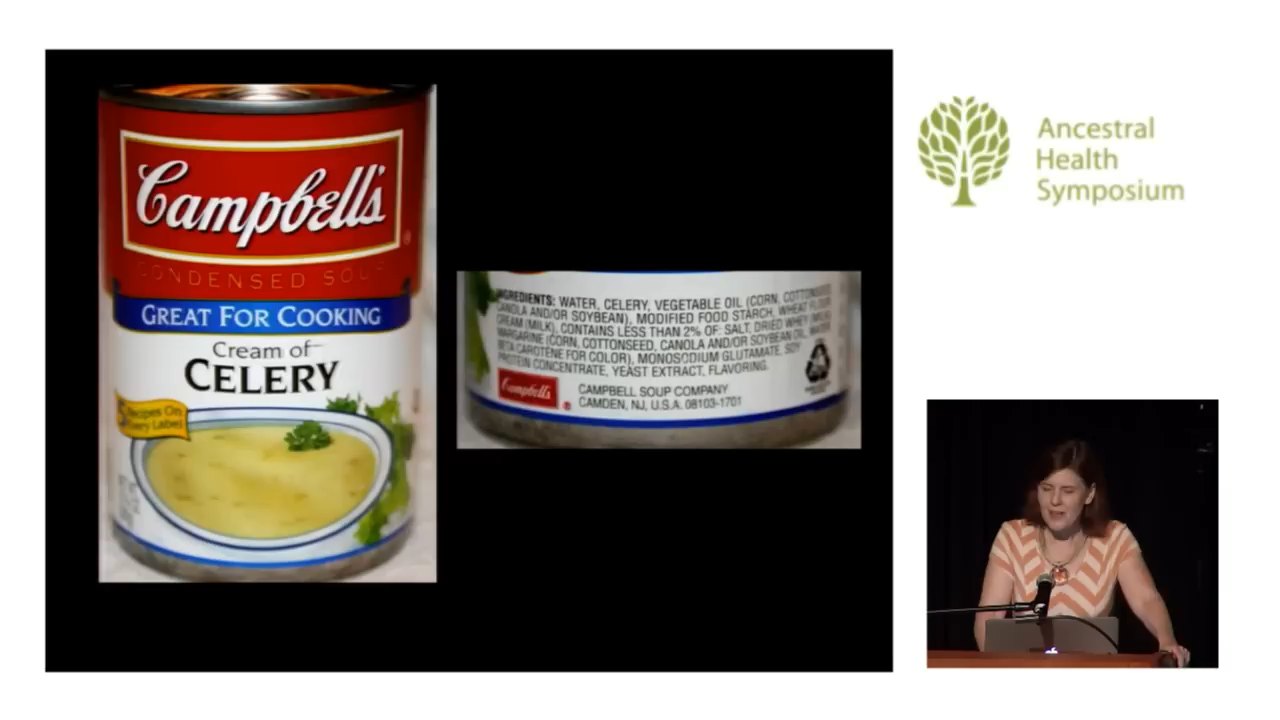 Campbell's
CONDENSED SOUP
GREAT FOR COOKING
Cream of
CELERY
5 Recipes On
Every Label
INGREDIENTS: WATER, CELERY, VEGETABLE OIL (CORN, COTTONSEED,
CANOLA AND/OR SOYBEAN), MODIFIED FOOD STARCH, WHEAT FLOUR
CREAM (MILK), CONTAINS LESS THAN 2% OF: SALT, DRIED WHEY (MILK)
MARGARINE (CORN, COTTONSEED, CANOLA AND/OR SOYBEAN OIL, WATER
BETA CAROTENE FOR COLOR), MONOSODIUM GLUTAMATE, SOY
PROTEIN CONCENTRATE, YEAST EXTRACT, FLAVORING.
Campbell's
CAMPBELL SOUP COMPANY
CAMDEN, NJ, U.S.A. 08103-1701
Ancestral
Health
Symposium